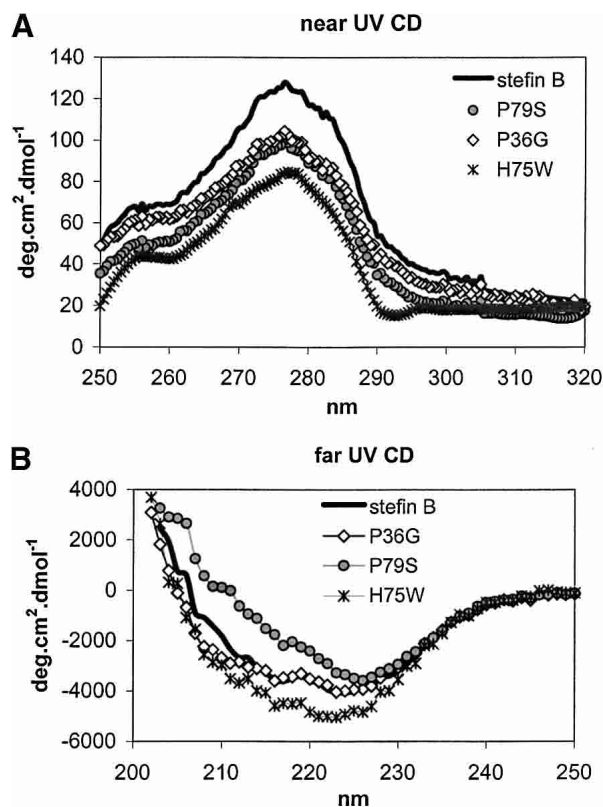 A
near UV CD
140
120
100
80
60
40
20
0
deg.cm².dmol⁻¹
stefin B
P79S
P36G
H75W
250 260 270 280 290 300 310 320
nm
B
far UV CD
4000
2000
0
-2000
-4000
-6000
deg.cm².dmol⁻¹
stefin B
P36G
P79S
H75W
200 210 220 230 240 250
nm